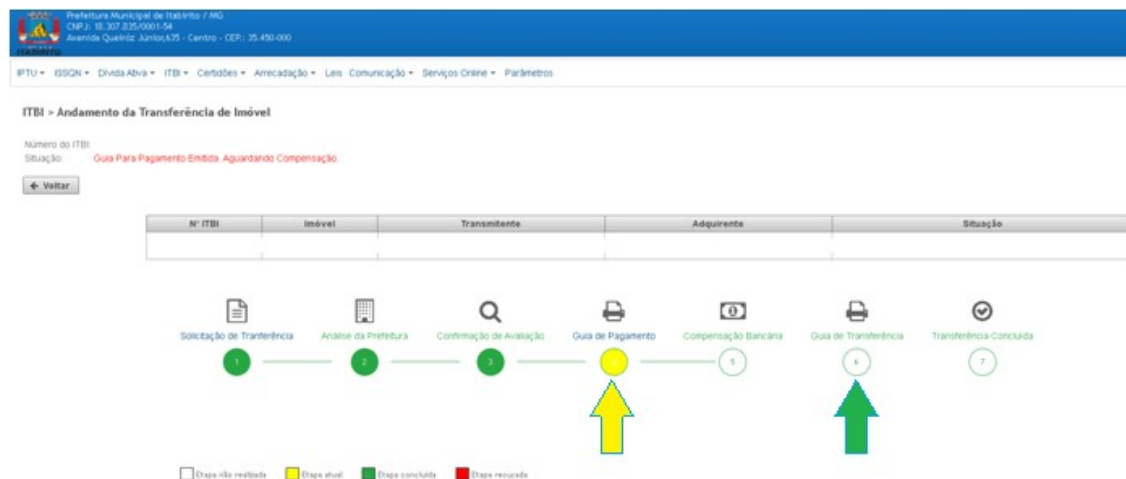 Prefeitura Municipal de Itabirito / MG
CNPJ: 18.307.835/0001-54
Avenida Queiróz Júnior,635 - Centro - CEP.: 35.450-000
ITABIRITO
IPTU ISSQN Dívida Ativa ITBI Certidões Arrecadação Leis Comunicação Serviços Online Parâmetros
ITBI > Andamento da Transferência de Imóvel
Número do ITBI:
Situação: Guia Para Pagamento Emitida. Aguardando Compensação.
Voltar
Nº ITBI Imóvel Transmitente Adquirente Situação
Solicitação de Tranferência Análise da Prefeitura Confirmação de Avaliação Guia de Pagamento Compensação Bancária Guia de Transferência Transferência Concluída
1 2 3 4 5 6 7
Etapa não realizada Etapa atual Etapa concluída Etapa recusada